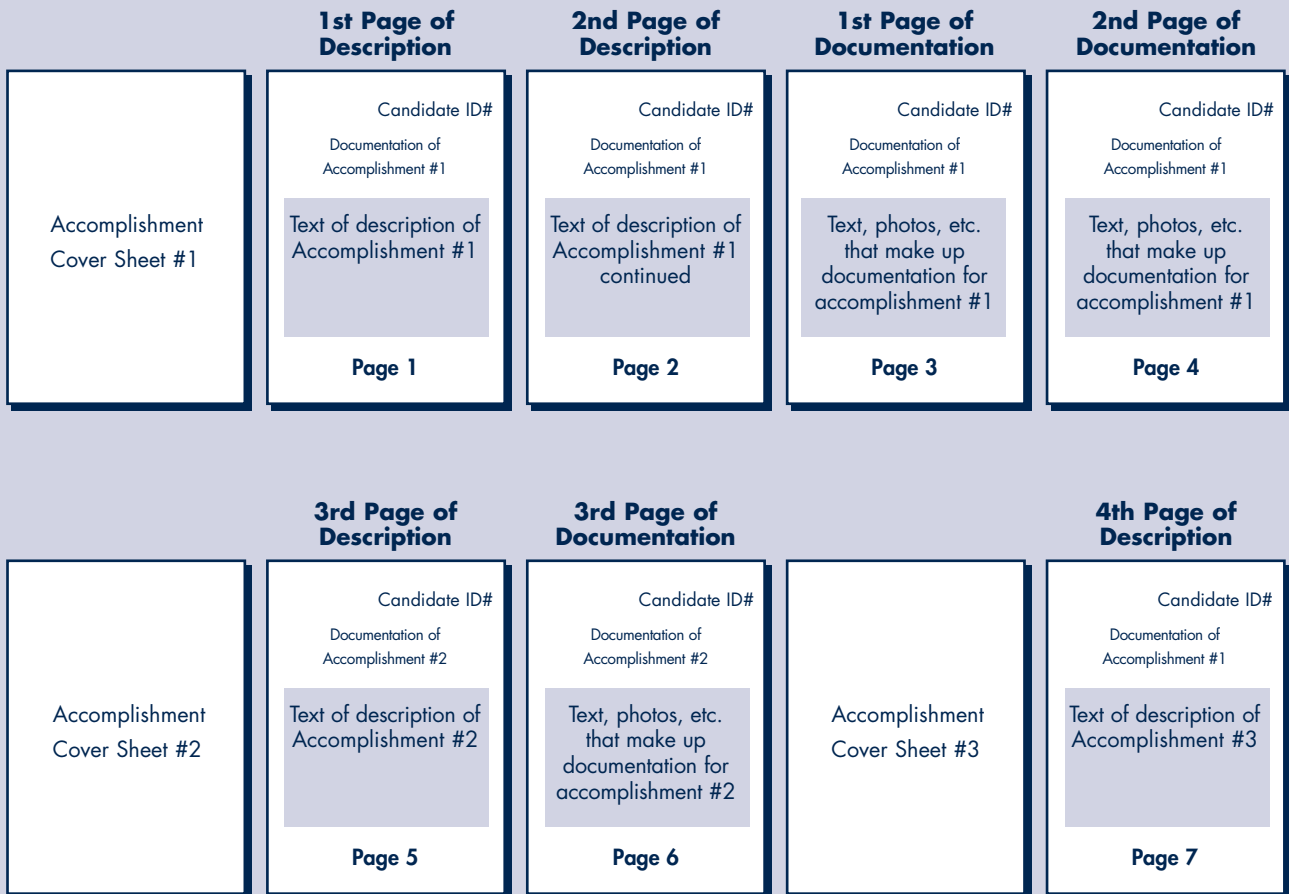 1st Page of
Description
2nd Page of
Description
1st Page of
Documentation
2nd Page of
Documentation
Accomplishment
Cover Sheet #1
Candidate ID#
Documentation of
Accomplishment #1
Text of description of
Accomplishment #1
Page 1
Candidate ID#
Documentation of
Accomplishment #1
Text of description of
Accomplishment #1
continued
Page 2
Candidate ID#
Documentation of
Accomplishment #1
Text, photos, etc.
that make up
documentation for
accomplishment #1
Page 3
Candidate ID#
Documentation of
Accomplishment #1
Text, photos, etc.
that make up
documentation for
accomplishment #1
Page 4
3rd Page of
Description
3rd Page of
Documentation
4th Page of
Description
Accomplishment
Cover Sheet #2
Candidate ID#
Documentation of
Accomplishment #2
Text of description of
Accomplishment #2
Page 5
Candidate ID#
Documentation of
Accomplishment #2
Text, photos, etc.
that make up
documentation for
accomplishment #2
Page 6
Accomplishment
Cover Sheet #3
Candidate ID#
Documentation of
Accomplishment #1
Text of description of
Accomplishment #3
Page 7